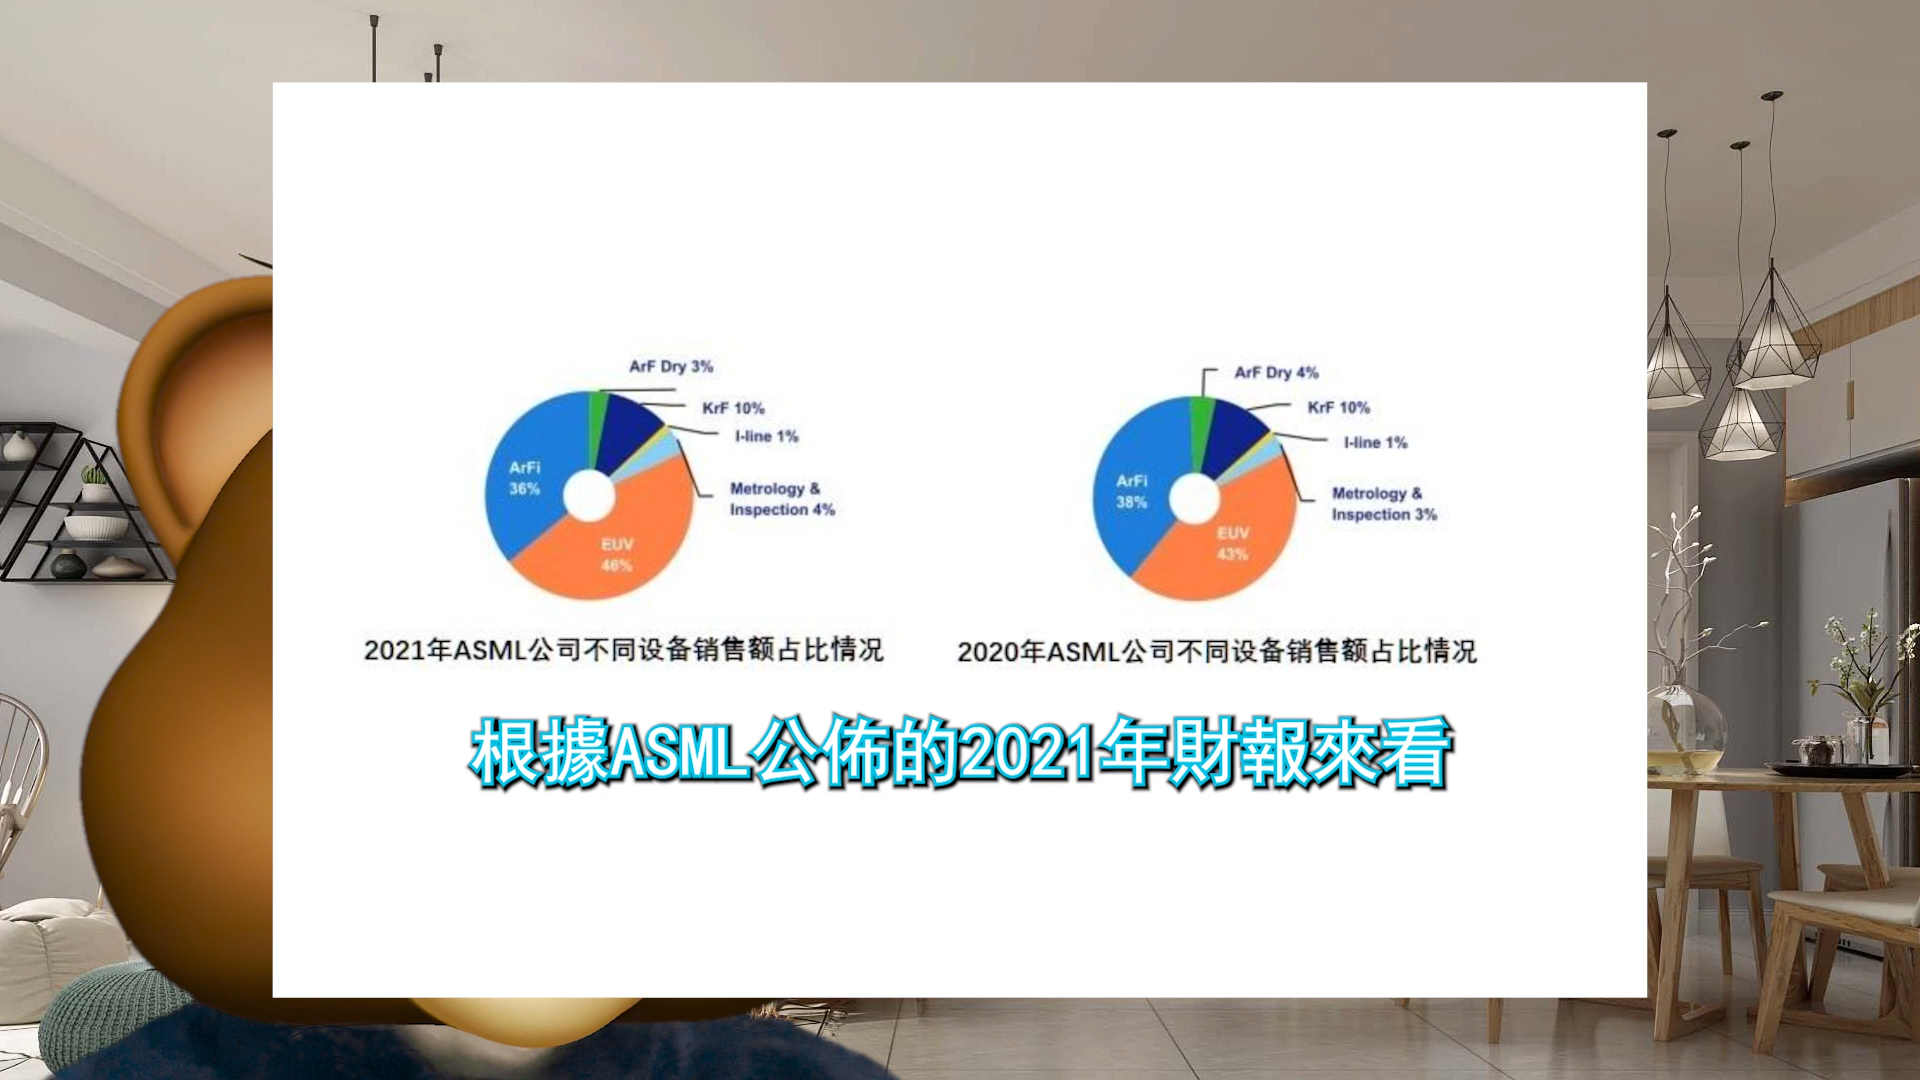 ArF Dry 3%
KrF 10%
I-line 1%
Metrology &
Inspection 4%
ArFi
36%
EUV
46%
2021年ASML公司不同设备销售额占比情况
ArF Dry 4%
KrF 10%
I-line 1%
Metrology &
Inspection 3%
ArFi
38%
EUV
43%
2020年ASML公司不同设备销售额占比情况
根據ASML公佈的2021年財報來看